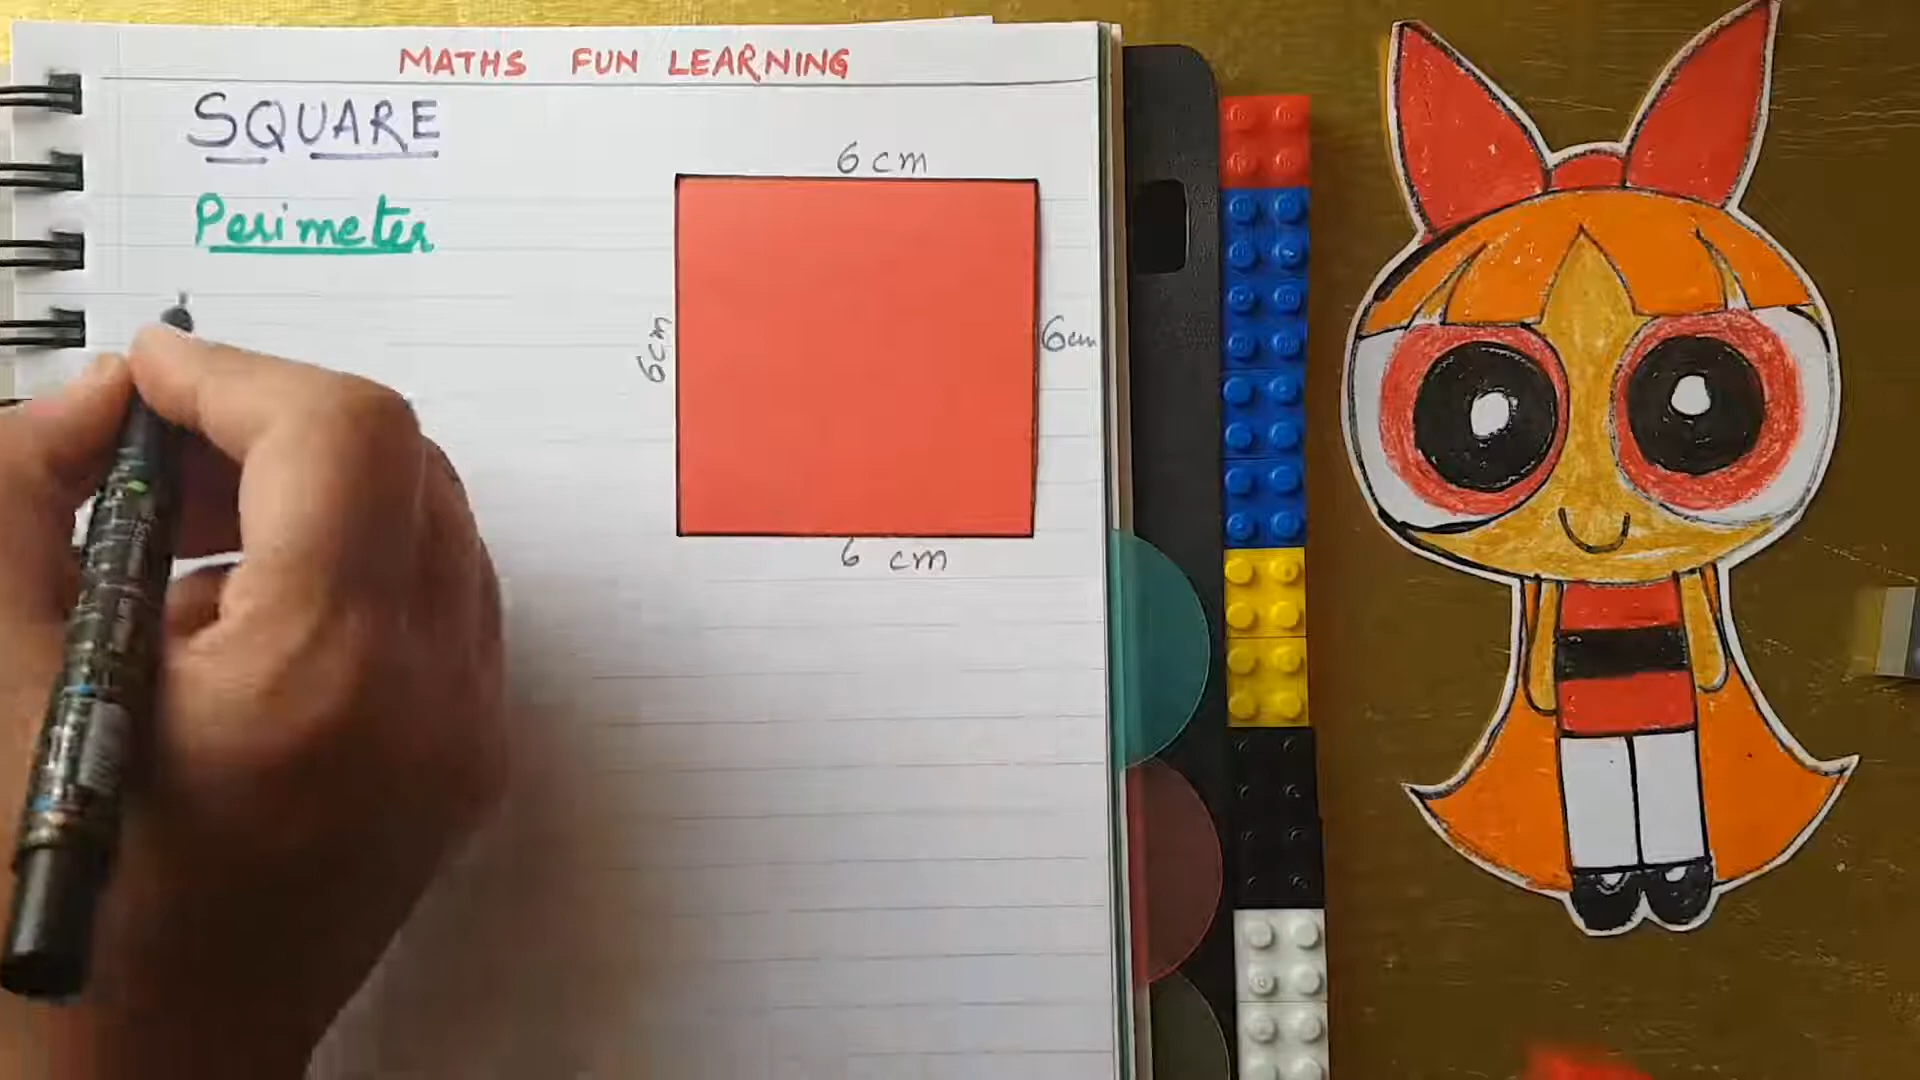 MATHS FUN LEARNING
SQUARE
6 cm
Perimeter
6cm
6cm
6 cm